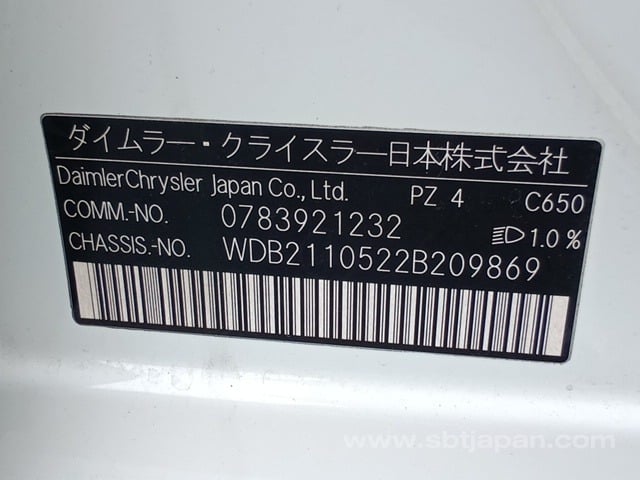 ダイムラー・クライスラー日本株式会社
DaimlerChrysler Japan Co., Ltd. PZ 4 C650
COMM.-NO. 0783921232 1.0 %
CHASSIS.-NO. WDB2110522B209869
www.sbtjapan.com